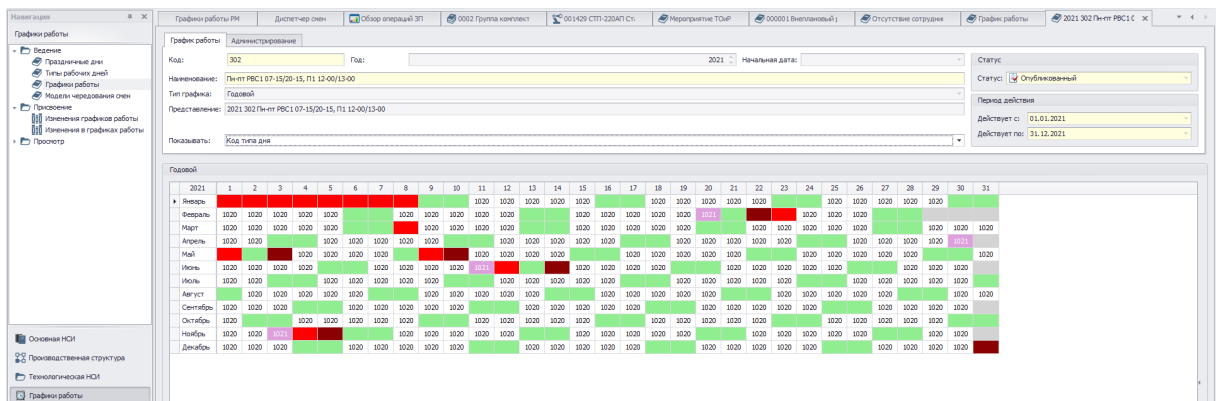 Навигация
Графики работы
Ведение
Праздничные дни
Типы рабочих дней
Графики работы
Модели чередования смен
Присвоение
Изменения графиков работы
Изменения в графиках работы
Просмотр
Основная НСИ
Производственная структура
Технологическая НСИ
Графики работы
Графики работы РМ Диспетчер смен Обзор операций ЗП 0002 Группа комплект 001429 СТП-220АП Ст Мероприятие ТОиР 000001 Внеплановый Отсутствие сотрудник График работы 2021 302 Пн-пт РВС1 0
График работы Администрирование
Код: 302 Год: 2021 Начальная дата:
Наименование: Пн-пт РВС1 07-15/20-15, П1 12-00/13-00
Тип графика: Годовой
Представление: 2021 302 Пн-пт РВС1 07-15/20-15, П1 12-00/13-00
Показывать: Код типа дня
Статус
Статус: Опубликованный
Период действия
Действует с: 01.01.2021
Действует по: 31.12.2021
Годовой
2021 1 2 3 4 5 6 7 8 9 10 11 12 13 14 15 16 17 18 19 20 21 22 23 24 25 26 27 28 29 30 31
Январь 1020 1020 1020 1020 1020 1020 1020 1020 1020 1020 1020 1020 1020 1020 1020
Февраль 1020 1020 1020 1020 1020 1020 1020 1020 1020 1020 1020 1020 1020 1020 1020 1021 1020 1020 1020
Март 1020 1020 1020 1020 1020 1020 1020 1020 1020 1020 1020 1020 1020 1020 1020 1020 1020 1020 1020 1020 1020 1020
Апрель 1020 1020 1020 1020 1020 1020 1020 1020 1020 1020 1020 1020 1020 1020 1020 1020 1020 1020 1020 1020 1020 1021
Май 1020 1020 1020 1020 1020 1020 1020 1020 1020 1020 1020 1020 1020 1020 1020 1020 1020 1020 1020
Июнь 1020 1020 1020 1020 1020 1020 1020 1020 1021 1020 1020 1020 1020 1020 1020 1020 1020 1020 1020 1020 1020
Июль 1020 1020 1020 1020 1020 1020 1020 1020 1020 1020 1020 1020 1020 1020 1020 1020 1020 1020 1020 1020 1020 1020
Август 1020 1020 1020 1020 1020 1020 1020 1020 1020 1020 1020 1020 1020 1020 1020 1020 1020 1020 1020 1020 1020 1020
Сентябрь 1020 1020 1020 1020 1020 1020 1020 1020 1020 1020 1020 1020 1020 1020 1020 1020 1020 1020 1020 1020 1020 1020
Октябрь 1020 1020 1020 1020 1020 1020 1020 1020 1020 1020 1020 1020 1020 1020 1020 1020 1020 1020 1020 1020 1020
Ноябрь 1020 1020 1021 1020 1020 1020 1020 1020 1020 1020 1020 1020 1020 1020 1020 1020 1020 1020 1020 1020
Декабрь 1020 1020 1020 1020 1020 1020 1020 1020 1020 1020 1020 1020 1020 1020 1020 1020 1020 1020 1020 1020 1020 1020